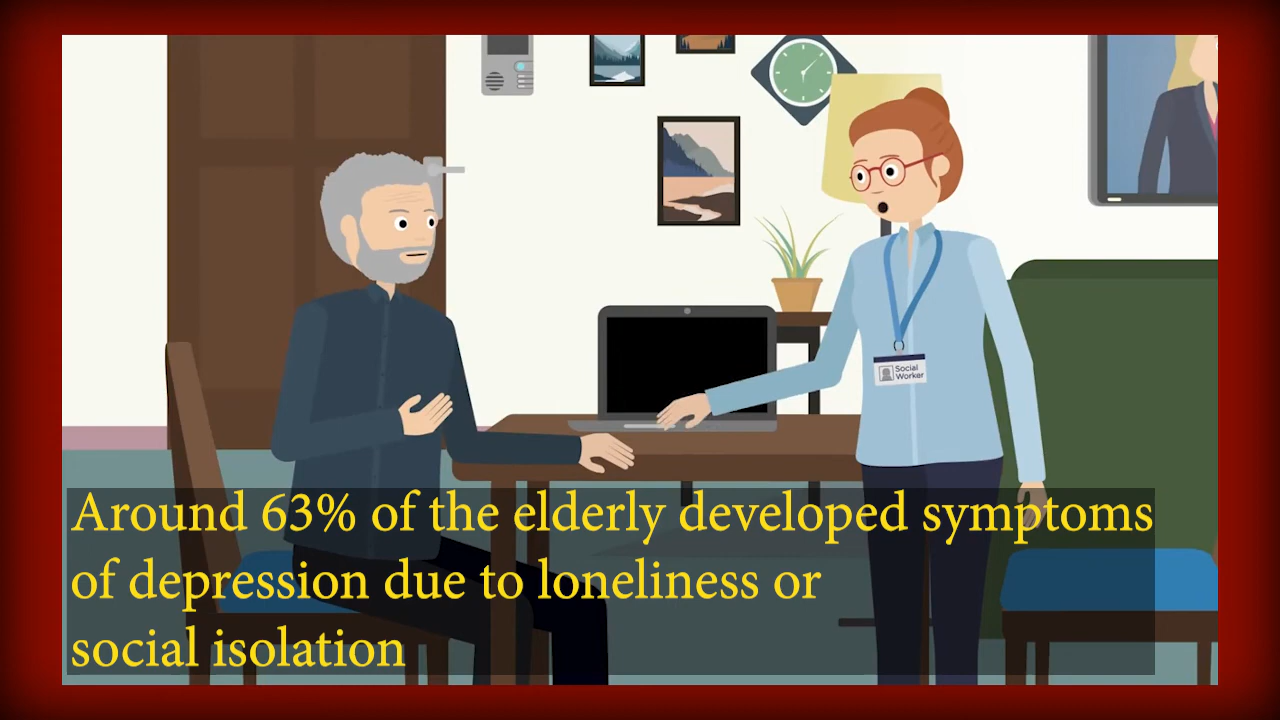 Social
Worker
Around 63% of the elderly developed symptoms
of depression due to loneliness or
social isolation